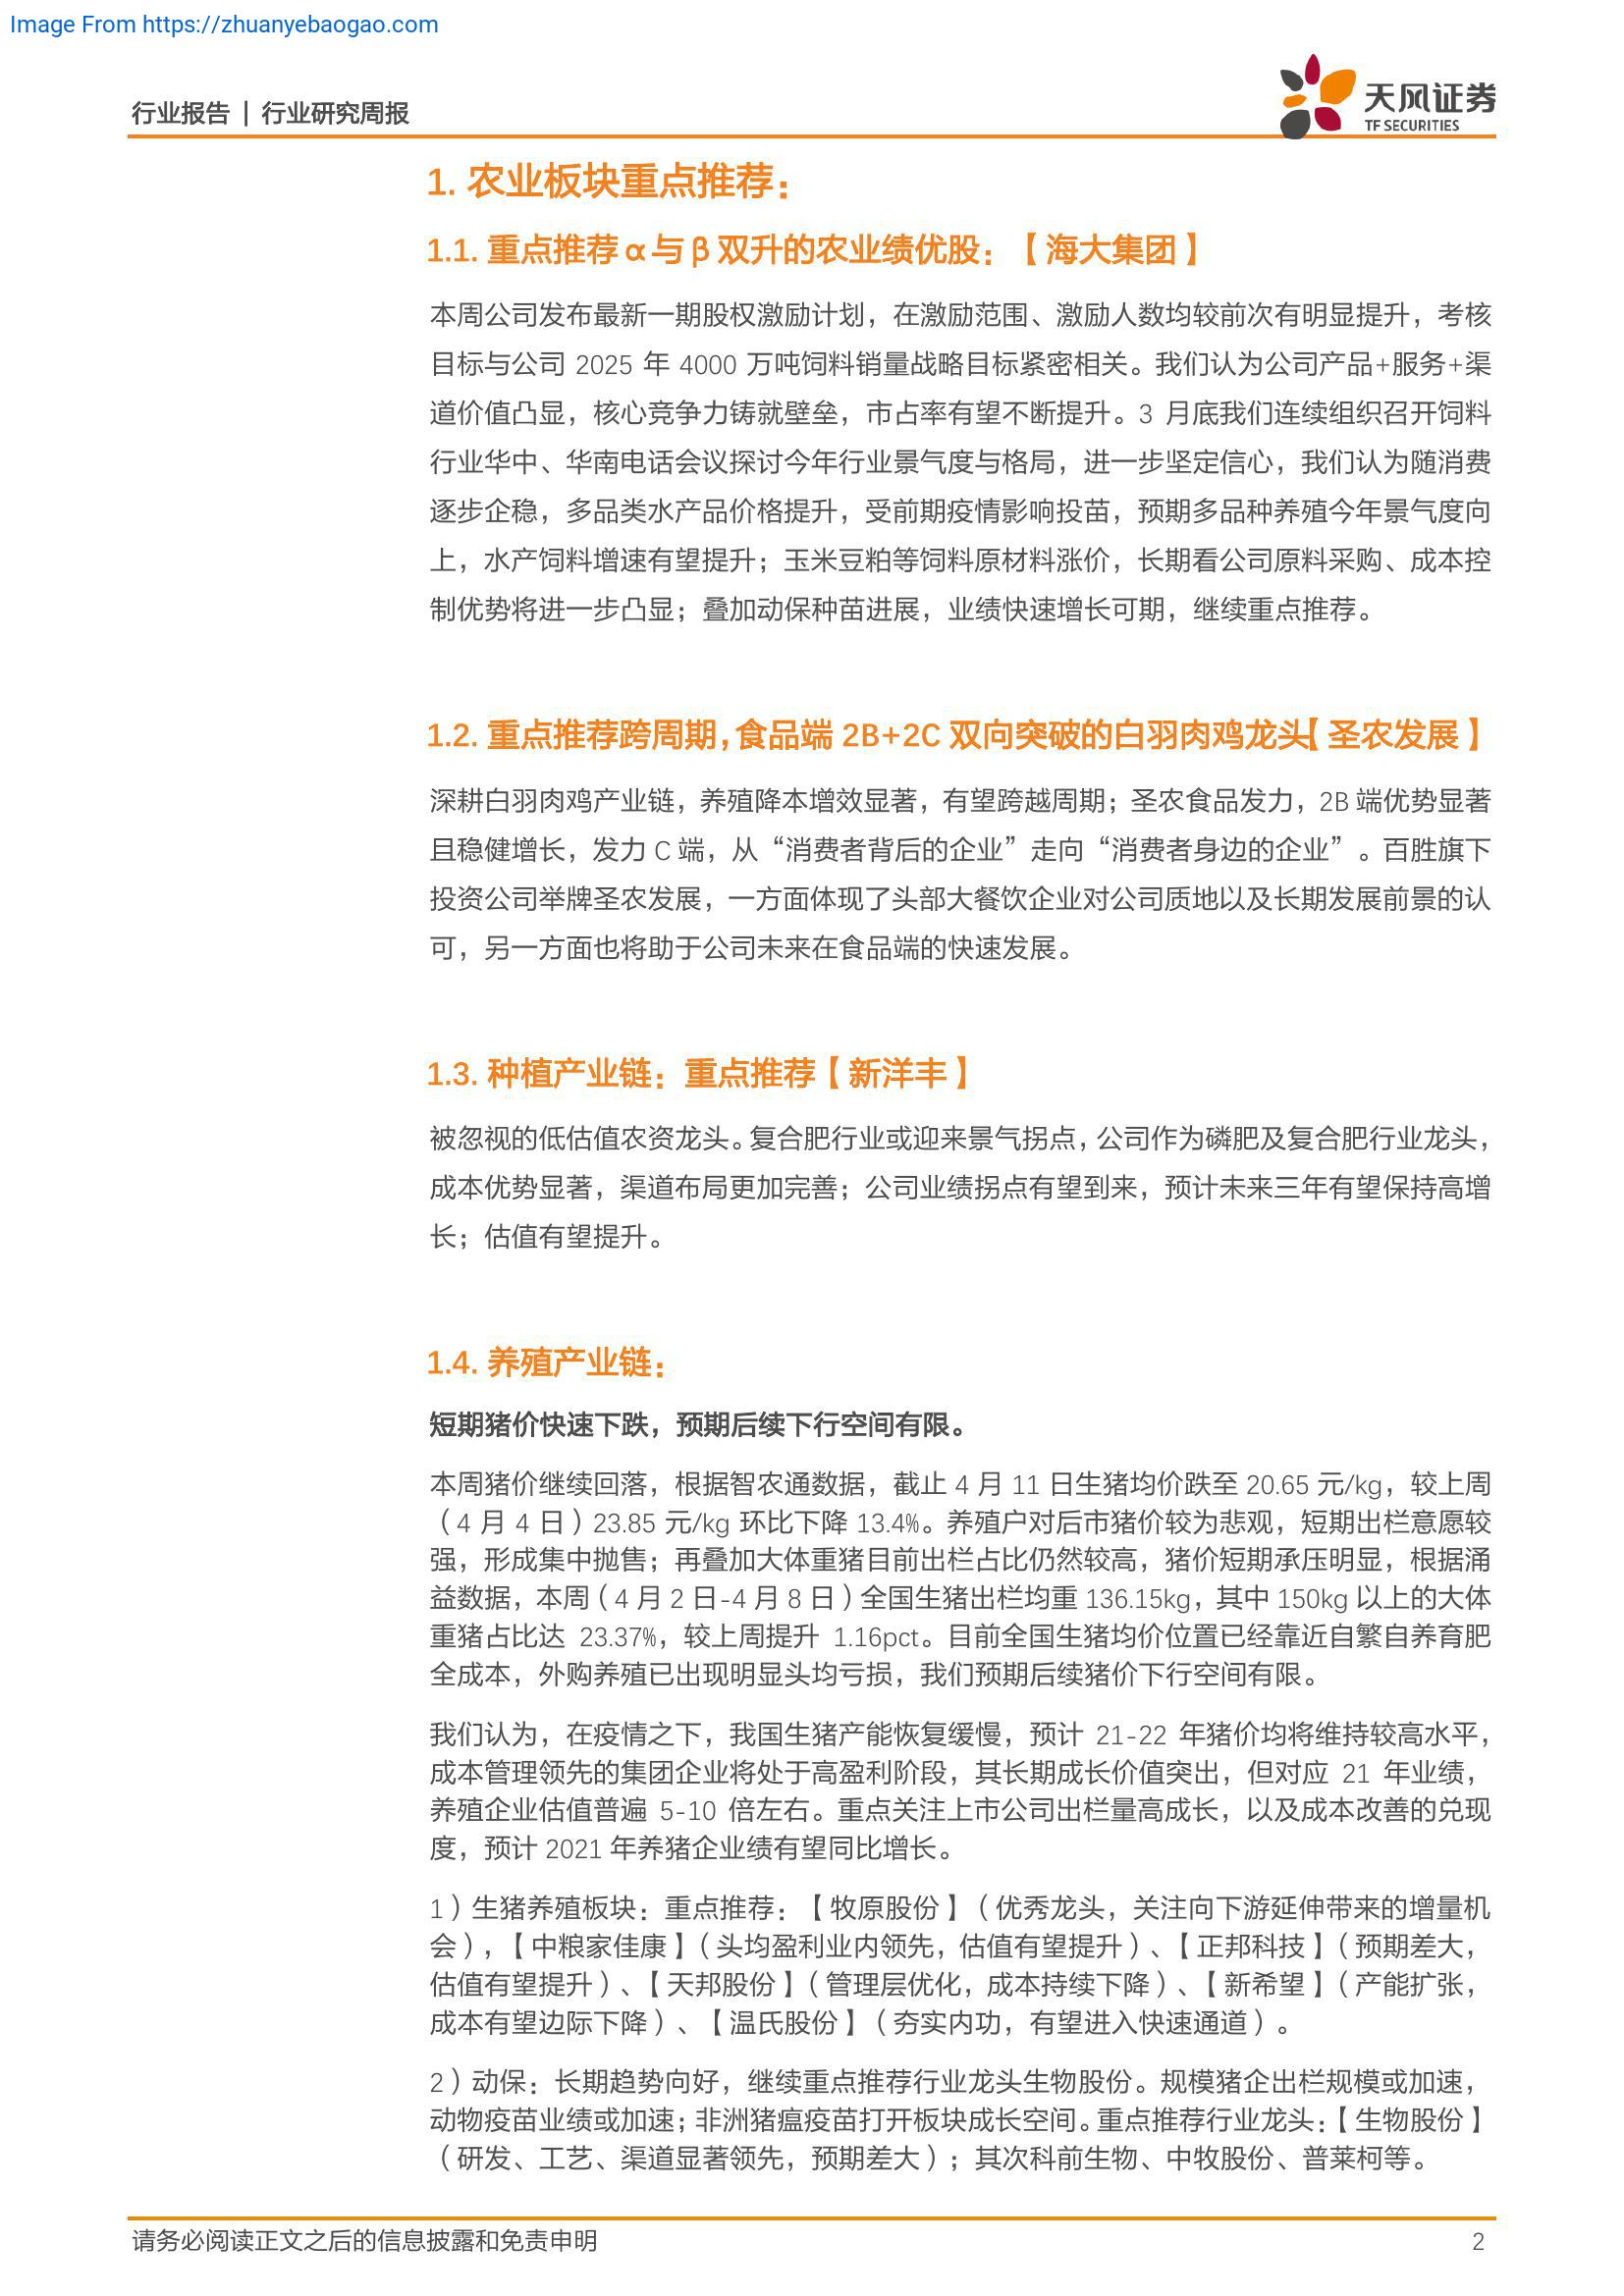 Image From https://zhuanyebaogao.com
行业报告 | 行业研究周报
天风证券
TF SECURITIES
1. 农业板块重点推荐：
1.1. 重点推荐α与β双升的农业绩优股：【海大集团】
本周公司发布最新一期股权激励计划，在激励范围、激励人数均较前次有明显提升，考核
目标与公司 2025 年 4000 万吨饲料销量战略目标紧密相关。我们认为公司产品+服务+渠
道价值凸显，核心竞争力铸就壁垒，市占率有望不断提升。3 月底我们连续组织召开饲料
行业华中、华南电话会议探讨今年行业景气度与格局，进一步坚定信心，我们认为随消费
逐步企稳，多品类水产品价格提升，受前期疫情影响投苗，预期多品种养殖今年景气度向
上，水产饲料增速有望提升；玉米豆粕等饲料原材料涨价，长期看公司原料采购、成本控
制优势将进一步凸显；叠加动保种苗进展，业绩快速增长可期，继续重点推荐。
1.2. 重点推荐跨周期，食品端 2B+2C 双向突破的白羽肉鸡龙头【圣农发展】
深耕白羽肉鸡产业链，养殖降本增效显著，有望跨越周期；圣农食品发力，2B 端优势显著
且稳健增长，发力 C 端，从“消费者背后的企业”走向“消费者身边的企业”。百胜旗下
投资公司举牌圣农发展，一方面体现了头部大餐饮企业对公司质地以及长期发展前景的认
可，另一方面也将助于公司未来在食品端的快速发展。
1.3. 种植产业链：重点推荐【新洋丰】
被忽视的低估值农资龙头。复合肥行业或迎来景气拐点，公司作为磷肥及复合肥行业龙头，
成本优势显著，渠道布局更加完善；公司业绩拐点有望到来，预计未来三年有望保持高增
长；估值有望提升。
1.4. 养殖产业链：
短期猪价快速下跌，预期后续下行空间有限。
本周猪价继续回落，根据智农通数据，截止 4 月 11 日生猪均价跌至 20.65 元/kg，较上周
（4 月 4 日）23.85 元/kg 环比下降 13.4%。养殖户对后市猪价较为悲观，短期出栏意愿较
强，形成集中抛售；再叠加大体重猪目前出栏占比仍然较高，猪价短期承压明显，根据涌
益数据，本周（4 月 2 日-4 月 8 日）全国生猪出栏均重 136.15kg，其中 150kg 以上的大体
重猪占比达 23.37%，较上周提升 1.16pct。目前全国生猪均价位置已经靠近自繁自养育肥
全成本，外购养殖已出现明显头均亏损，我们预期后续猪价下行空间有限。
我们认为，在疫情之下，我国生猪产能恢复缓慢，预计 21-22 年猪价均将维持较高水平，
成本管理领先的集团企业将处于高盈利阶段，其长期成长价值突出，但对应 21 年业绩，
养殖企业估值普遍 5-10 倍左右。重点关注上市公司出栏量高成长，以及成本改善的兑现
度，预计 2021 年养猪企业绩有望同比增长。
1）生猪养殖板块：重点推荐：【牧原股份】（优秀龙头，关注向下游延伸带来的增量机
会），【中粮家佳康】（头均盈利业内领先，估值有望提升）、【正邦科技】（预期差大，
估值有望提升）、【天邦股份】（管理层优化，成本持续下降）、【新希望】（产能扩张，
成本有望边际下降）、【温氏股份】（夯实内功，有望进入快速通道）。
2）动保：长期趋势向好，继续重点推荐行业龙头生物股份。规模猪企出栏规模或加速，
动物疫苗业绩或加速；非洲猪瘟疫苗打开板块成长空间。重点推荐行业龙头：【生物股份】
（研发、工艺、渠道显著领先，预期差大）；其次科前生物、中牧股份、普莱柯等。
请务必阅读正文之后的信息披露和免责申明
2